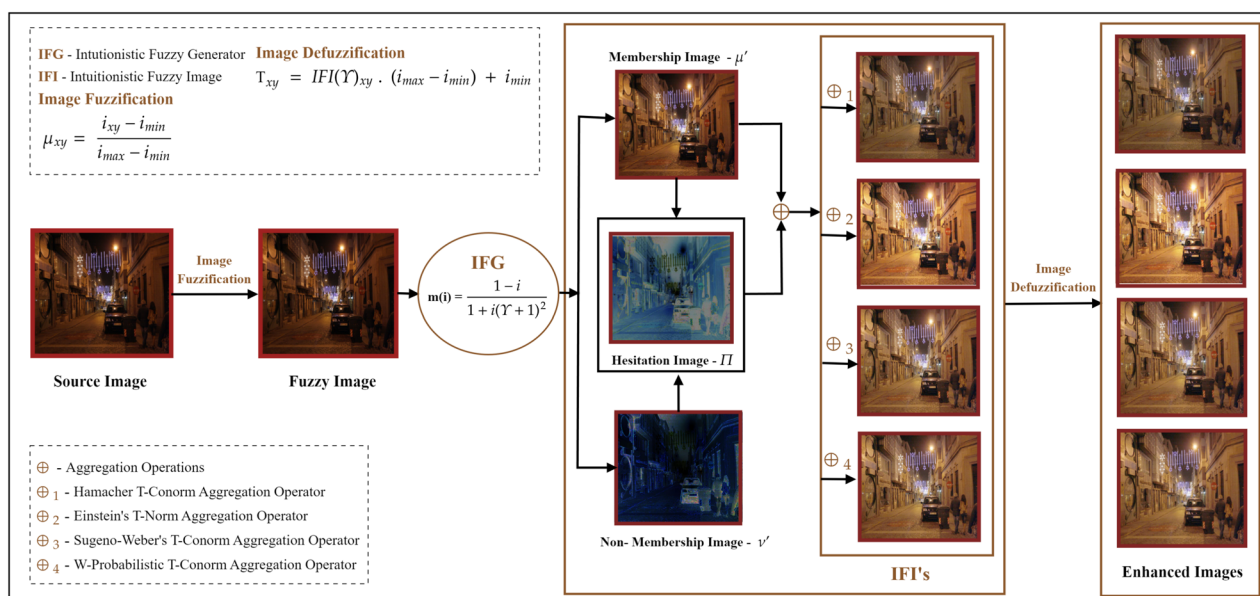 IFG - Intutionistic Fuzzy Generator
IFI - Intuitionistic Fuzzy Image
Image Fuzzification
μxy = (ixy − imin) / (imax − imin)
Image Defuzzification
Txy = IFI(ϒ)xy . (imax − imin) + imin
Source Image
Image
Fuzzification
Fuzzy Image
IFG
m(i) = (1 − i) / (1 + i(ϒ + 1)²)
Membership Image - μ′
Hesitation Image - Π
Non- Membership Image - ν′
⊕
⊕ 1
⊕ 2
⊕ 3
⊕ 4
IFI's
Image
Defuzzification
Enhanced Images
⊕ - Aggregation Operations
⊕ 1 - Hamacher T-Conorm Aggregation Operator
⊕ 2 - Einstein's T-Norm Aggregation Operator
⊕ 3 - Sugeno-Weber's T-Conorm Aggregation Operator
⊕ 4 - W-Probabilistic T-Conorm Aggregation Operator